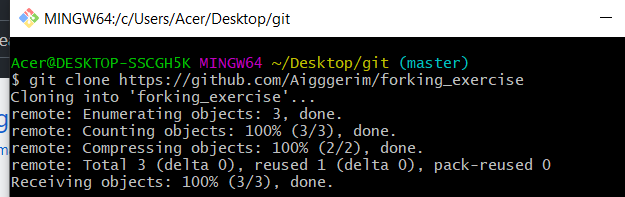 MINGW64:/c/Users/Acer/Desktop/git
Acer@DESKTOP-SSCGH5K MINGW64 ~/Desktop/git (master)
$ git clone https://github.com/Aigggerim/forking_exercise
Cloning into 'forking_exercise'...
remote: Enumerating objects: 3, done.
remote: Counting objects: 100% (3/3), done.
remote: Compressing objects: 100% (2/2), done.
remote: Total 3 (delta 0), reused 1 (delta 0), pack-reused 0
Receiving objects: 100% (3/3), done.